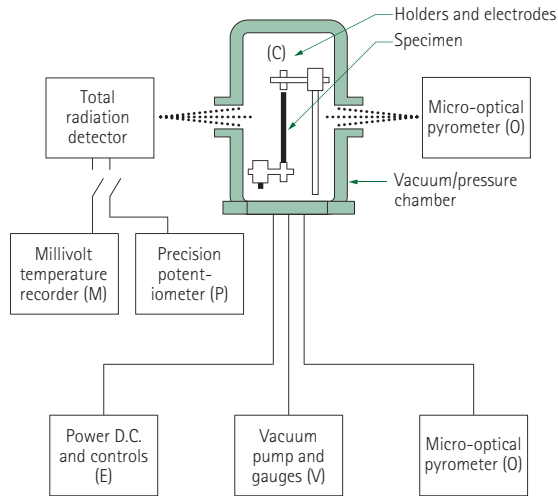 Holders and electrodes
(C)
Specimen
Total
radiation
detector
Micro-optical
pyrometer (O)
Vacuum/pressure
chamber
Millivolt
temperature
recorder (M)
Precision
potent-
iometer (P)
Power D.C.
and controls
(E)
Vacuum
pump and
gauges (V)
Micro-optical
pyrometer (O)